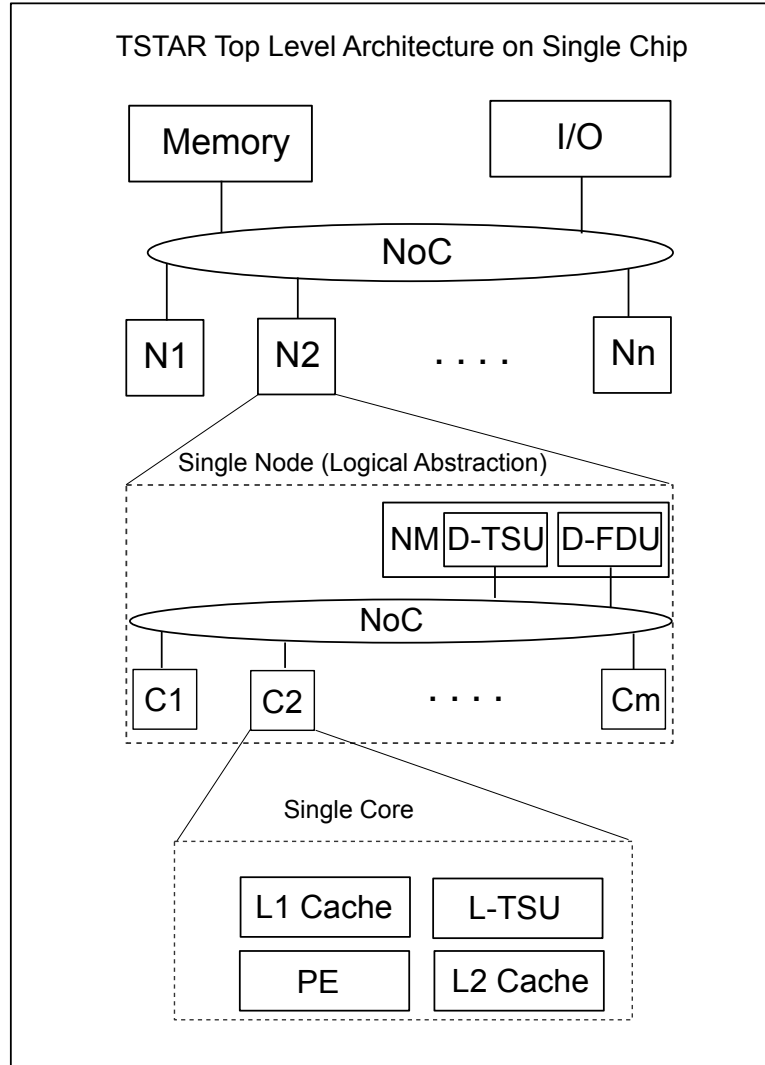 TSTAR Top Level Architecture on Single Chip
Memory
I/O
NoC
N1
N2
. . . .
Nn
Single Node (Logical Abstraction)
NM
D-TSU
D-FDU
NoC
C1
C2
. . . .
Cm
Single Core
L1 Cache
L-TSU
PE
L2 Cache